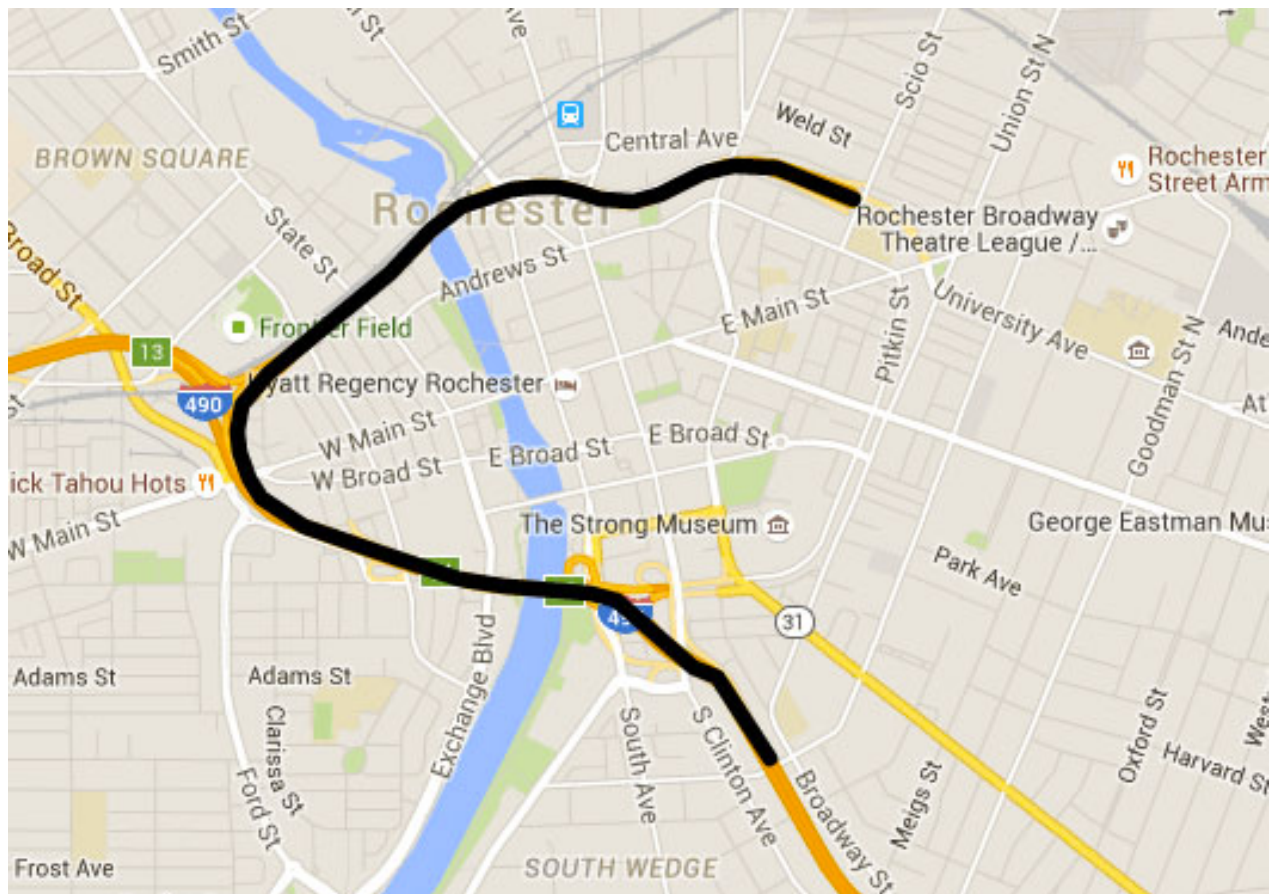 Smith St
Ave
Scio St
Union St N
Weld St
Central Ave
BROWN SQUARE
Rochester
Street Arm
Rochester
State St
Rochester Broadway
Theatre League /...
Broad St
Andrews St
Frontier Field
E Main St
Pitkin St
University Ave
13
Ande
Goodman St N
490
Hyatt Regency Rochester
St
At
W Main St
E Broad St
E Broad St
W Broad St
ick Tahou Hots
W Main St
The Strong Museum
George Eastman Mus
Park Ave
31
49
Adams St
Adams St
Exchange Blvd
Clarissa St
Ford St
South Ave
S Clinton Ave
Broadway St
Meigs St
Oxford St
West
Harvard St
Frost Ave
SOUTH WEDGE